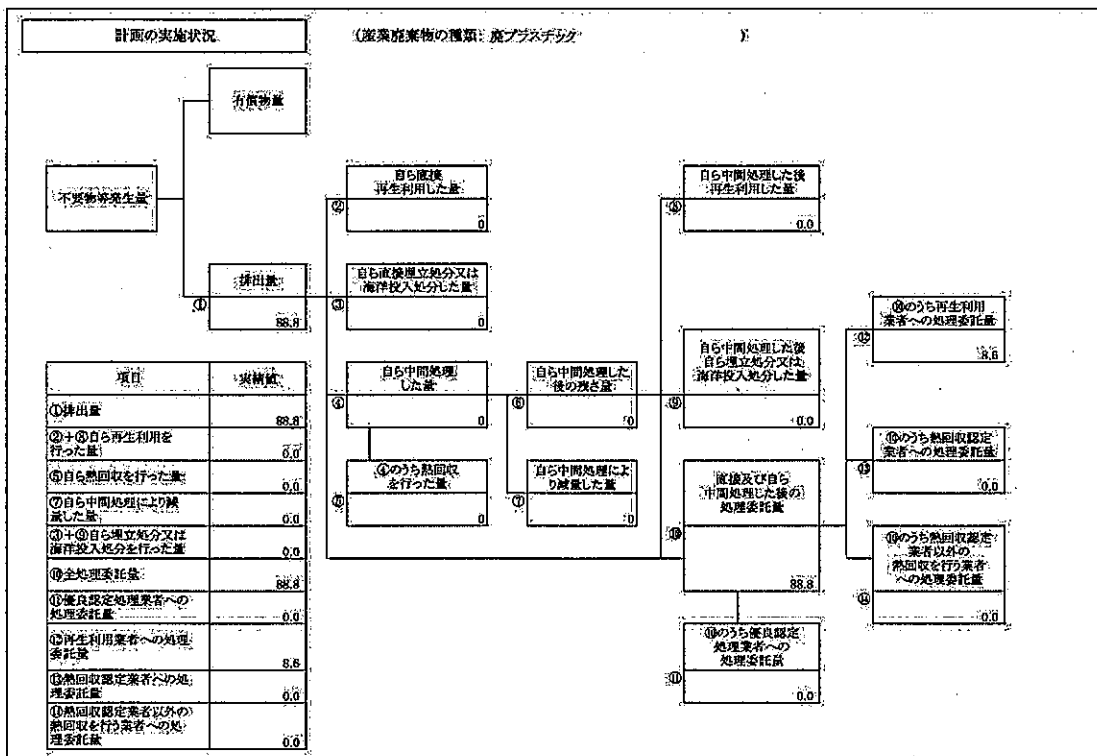 計画の実施状況
(産業廃棄物の種類: 廃プラスチック )
有償物量
不要物等発生量
自ら直接
再生利用した量
②
0
自ら中間処理した後
再生利用した量
⑧
0.0
排出量
①
88.8
自ら直接埋立処分又は
海洋投入処分した量
③
0
⑩のうち再生利用
業者への処理委託量
⑫
8.6
自ら中間処理
した量
④
0
自ら中間処理した
後の残さ量
⑥
0
自ら中間処理した後
自ら埋立処分又は
海洋投入処分した量
⑨
0.0
⑩のうち熱回収認定
業者への処理委託量
⑬
0.0
④のうち熱回収
を行った量
⑤
0
自ら中間処理によ
り減量した量
⑦
0
直接及び自ら
中間処理した後の
処理委託量
⑩
88.8
⑩のうち熱回収認定
業者以外の
熱回収を行う業者
への処理委託量
⑭
0.0
⑩のうち優良認定
処理業者への
処理委託量
⑪
0.0
項目 実績値
①排出量 88.8
②+⑧自ら再生利用を
行った量 0.0
⑤自ら熱回収を行った量 0.0
⑦自ら中間処理により減
量した量 0.0
③+⑨自ら埋立処分又は
海洋投入処分を行った量 0.0
⑩全処理委託量 88.8
⑪優良認定処理業者への
処理委託量 0.0
⑫再生利用業者への処理
委託量 8.6
⑬熱回収認定業者への処
理委託量 0.0
⑭熱回収認定業者以外の
熱回収を行う業者への処
理委託量 0.0